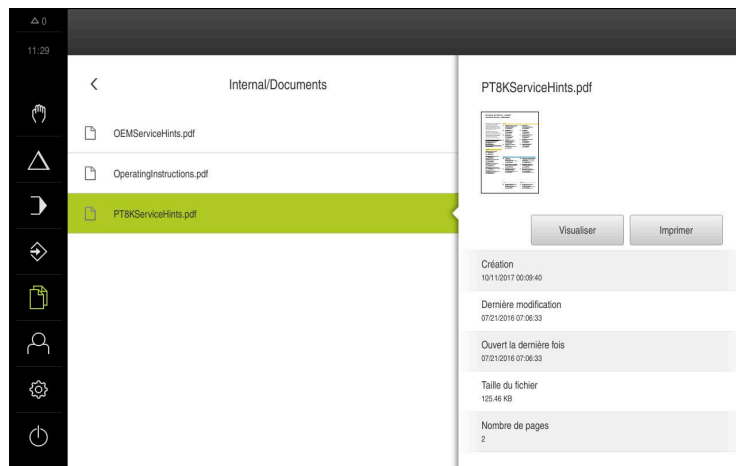 △ 0
11:29
Internal/Documents
OEMServiceHints.pdf
OperatingInstructions.pdf
PT8KServiceHints.pdf
PT8KServiceHints.pdf
Visualiser Imprimer
Création
10/11/2017 00:09:40
Dernière modification
07/21/2016 07:06:33
Ouvert la dernière fois
07/21/2016 07:06:33
Taille du fichier
125.46 KB
Nombre de pages
2